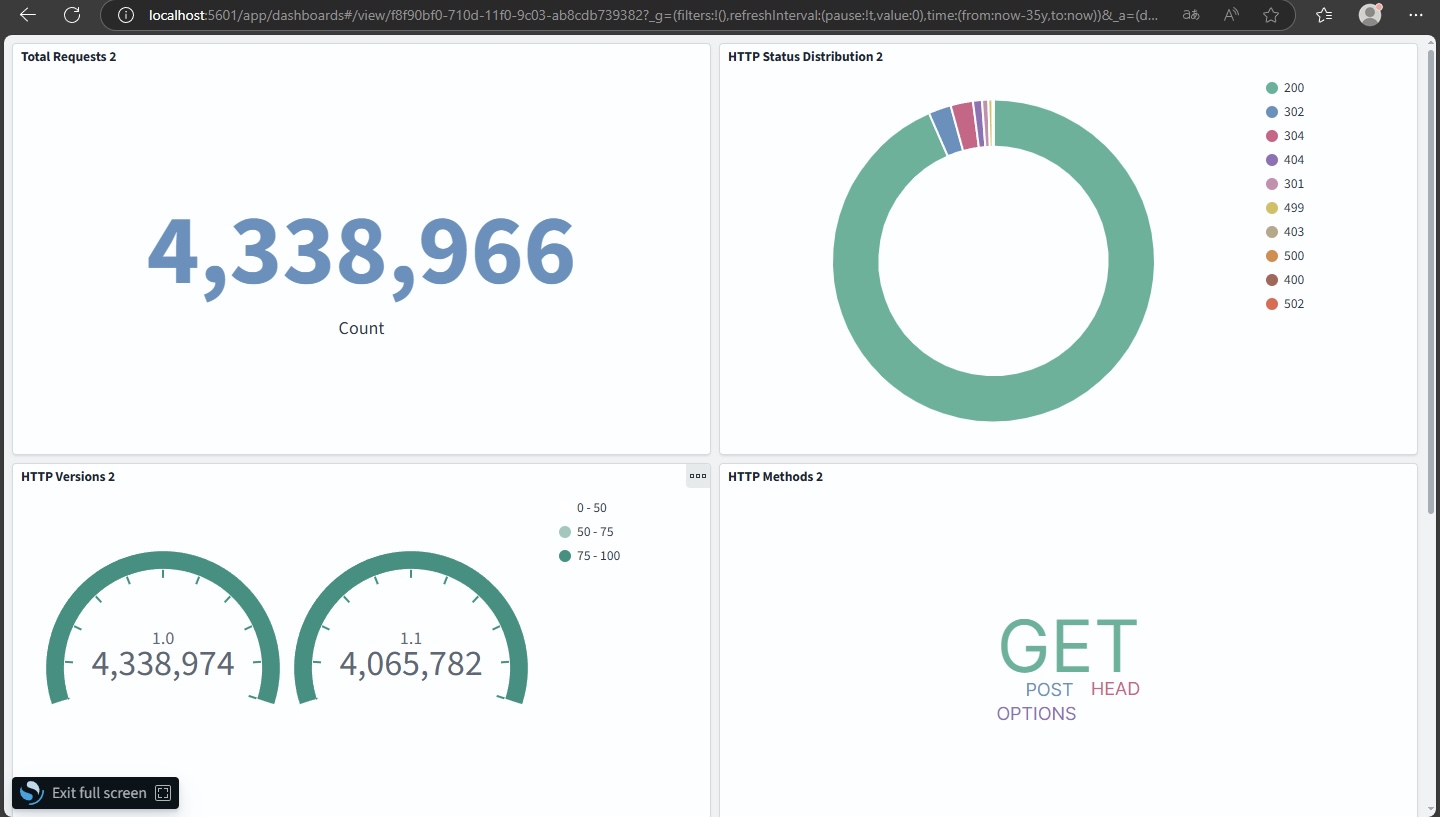 localhost:5601/app/dashboards#/view/f8f90bf0-710d-11f0-9c03-ab8cdb739382?_g=(filters:!(),refreshInterval:(pause:!t,value:0),time:(from:now-35y,to:now))&_a=(d...
aあ
A
Total Requests 2
4,338,966
Count
HTTP Status Distribution 2
200
302
304
404
301
499
403
500
400
502
HTTP Versions 2
0 - 50
50 - 75
75 - 100
1.0
4,338,974
1.1
4,065,782
HTTP Methods 2
GET
POST HEAD
OPTIONS
Exit full screen